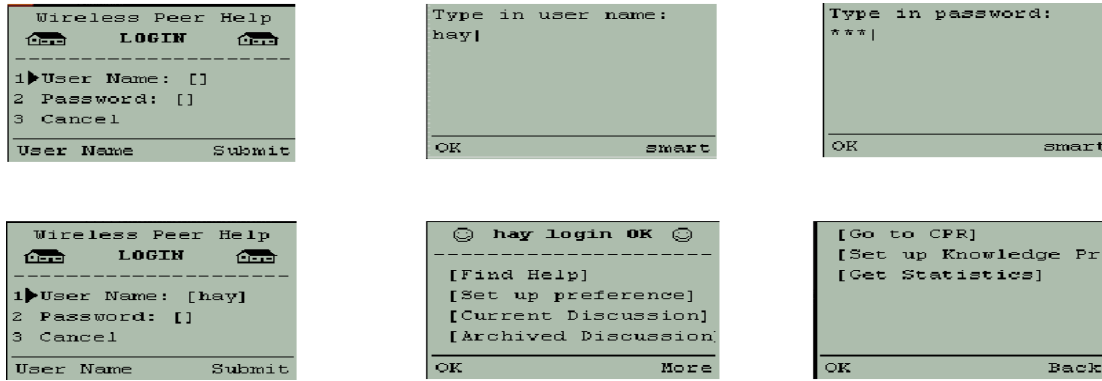 Wireless Peer Help
LOGIN
1 User Name: []
2 Password: []
3 Cancel
User Name Submit
Type in user name:
hay
OK smart
Type in password:
***
OK smart
Wireless Peer Help
LOGIN
1 User Name: [hay]
2 Password: []
3 Cancel
User Name Submit
hay login OK
[Find Help]
[Set up preference]
[Current Discussion]
[Archived Discussion
OK More
[Go to CPR]
[Set up Knowledge Pr
[Get Statistics]
OK Back